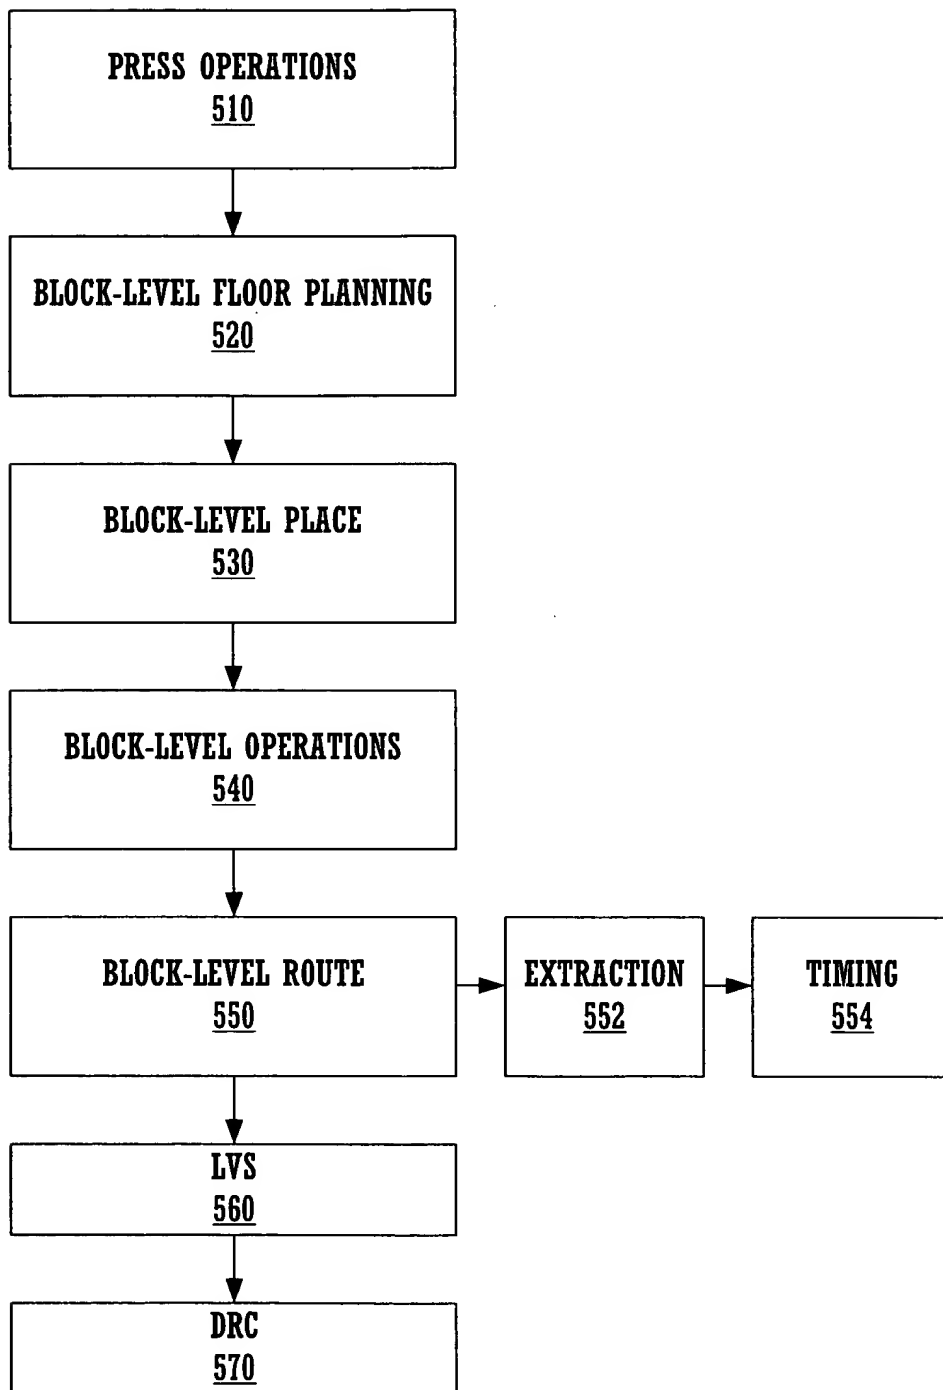 PRESS OPERATIONS
510
BLOCK-LEVEL FLOOR PLANNING
520
BLOCK-LEVEL PLACE
530
BLOCK-LEVEL OPERATIONS
540
BLOCK-LEVEL ROUTE
550
EXTRACTION
552
TIMING
554
LVS
560
DRC
570